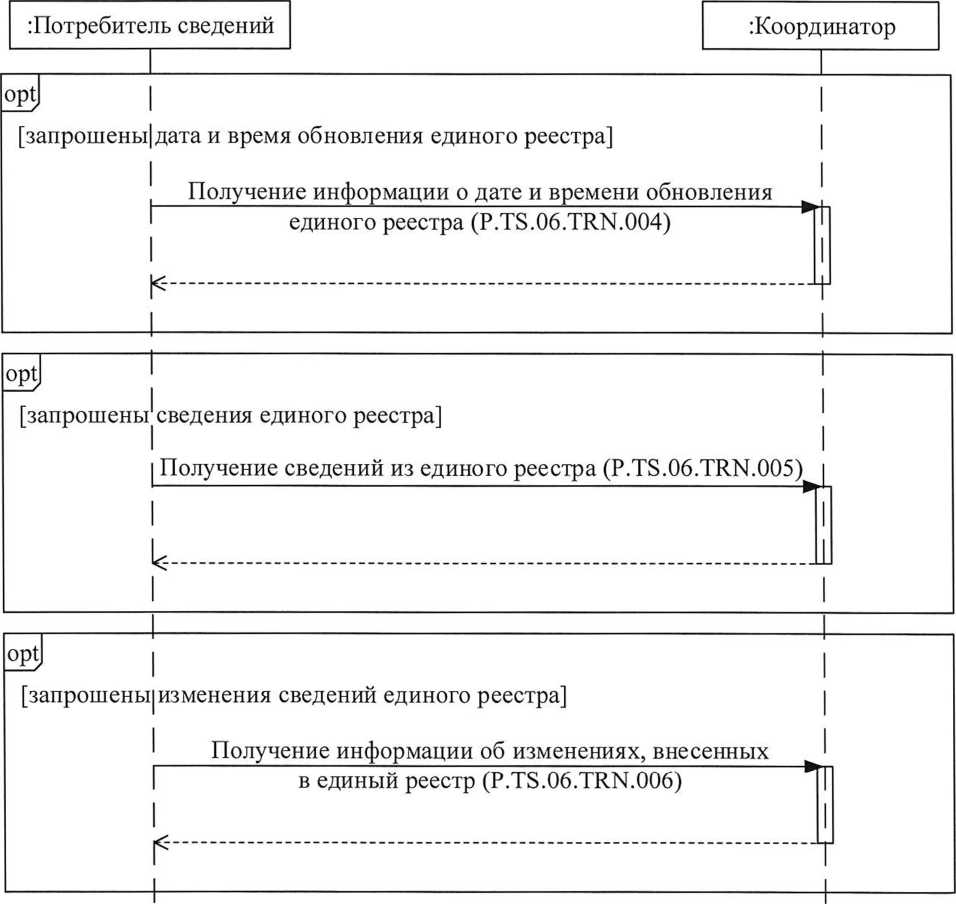 :Потребитель сведений
:Координатор
opt
[запрошены дата и время обновления единого реестра]
Получение информации о дате и времени обновления
единого реестра (P.TS.06.TRN.004)
opt
[запрошены сведения единого реестра]
Получение сведений из единого реестра (P.TS.06.TRN.005)
opt
[запрошены изменения сведений единого реестра]
Получение информации об изменениях, внесенных
в единый реестр (P.TS.06.TRN.006)